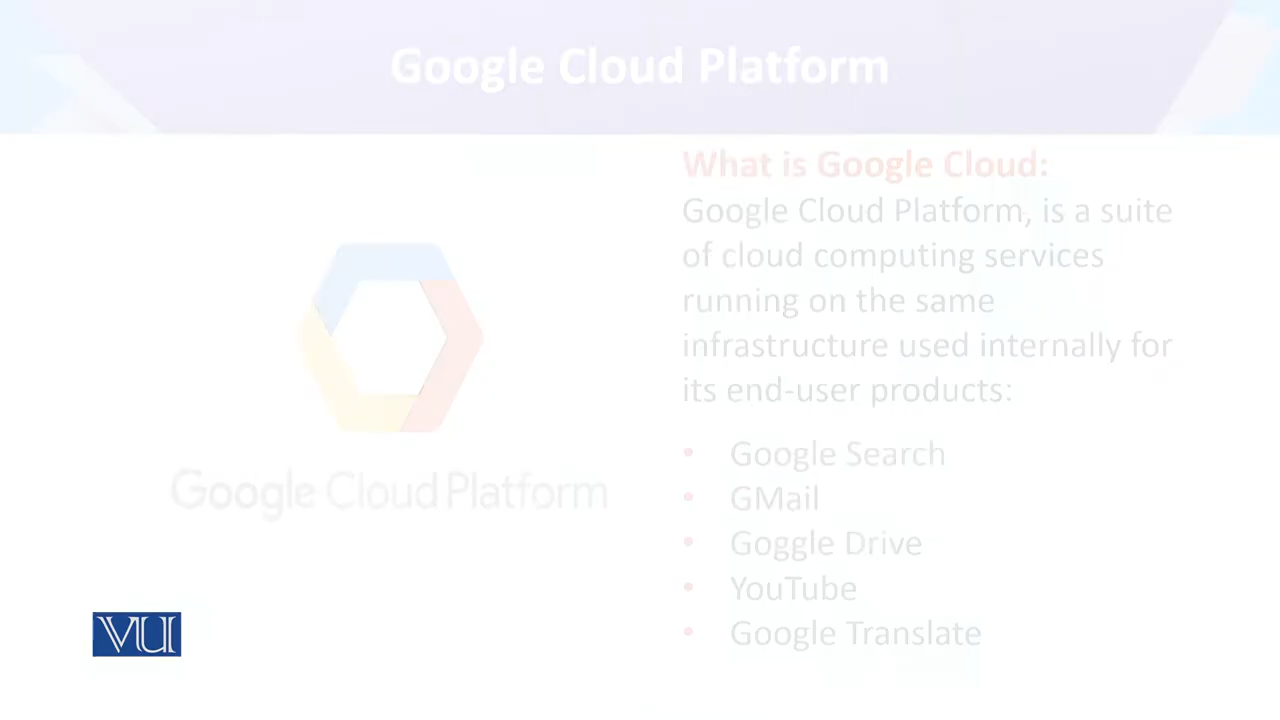 Google Cloud Platform
What is Google Cloud:
Google Cloud Platform, is a suite
of cloud computing services
running on the same
infrastructure used internally for
its end-user products:
• Google Search
• GMail
• Goggle Drive
• YouTube
• Google Translate
Google Cloud Platform
VU